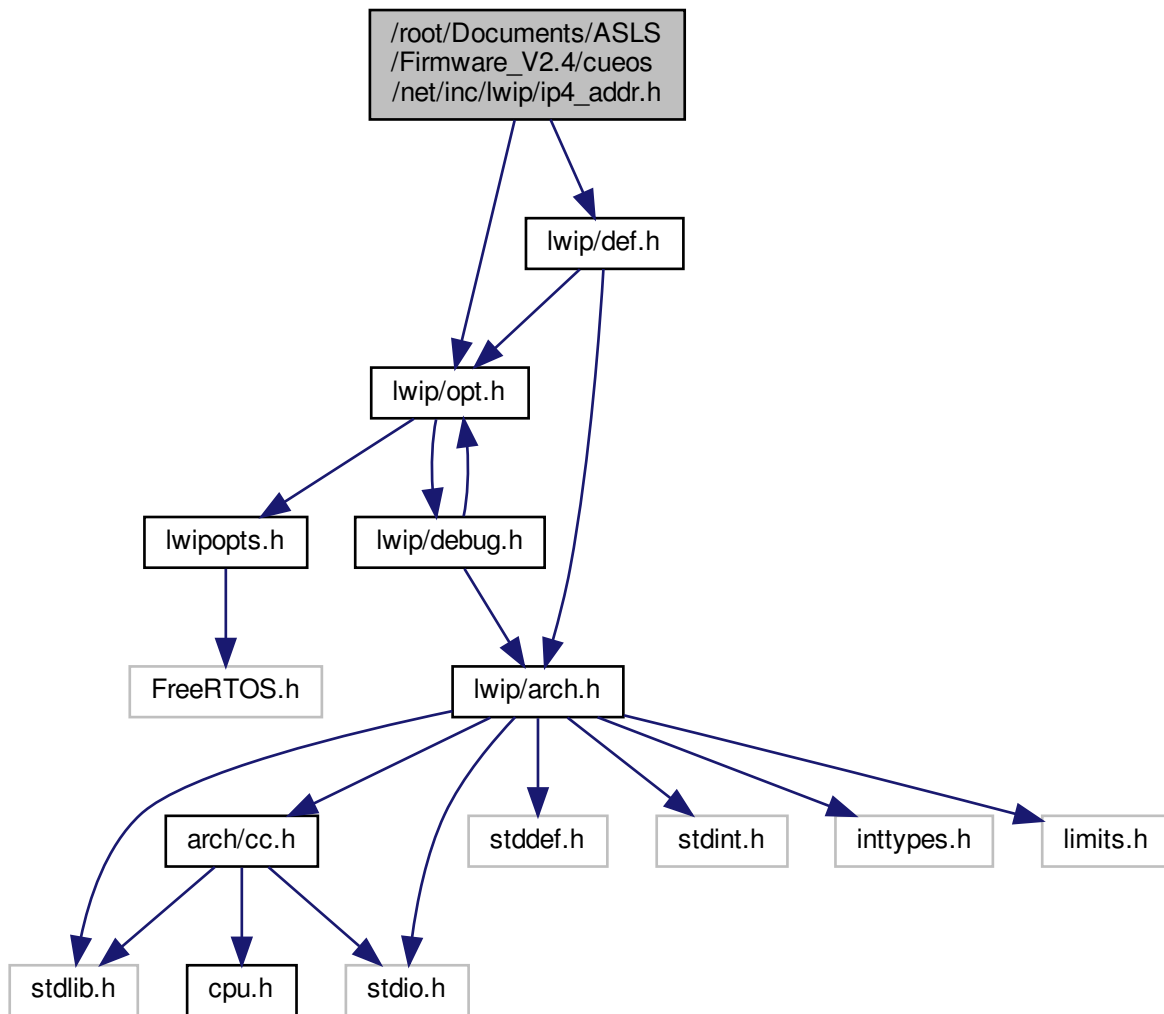 /root/Documents/ASLS
/Firmware_V2.4/cueos
/net/inc/lwip/ip4_addr.h
lwip/def.h
lwip/opt.h
lwipopts.h
lwip/debug.h
FreeRTOS.h
lwip/arch.h
arch/cc.h
stddef.h
stdint.h
inttypes.h
limits.h
stdlib.h
cpu.h
stdio.h